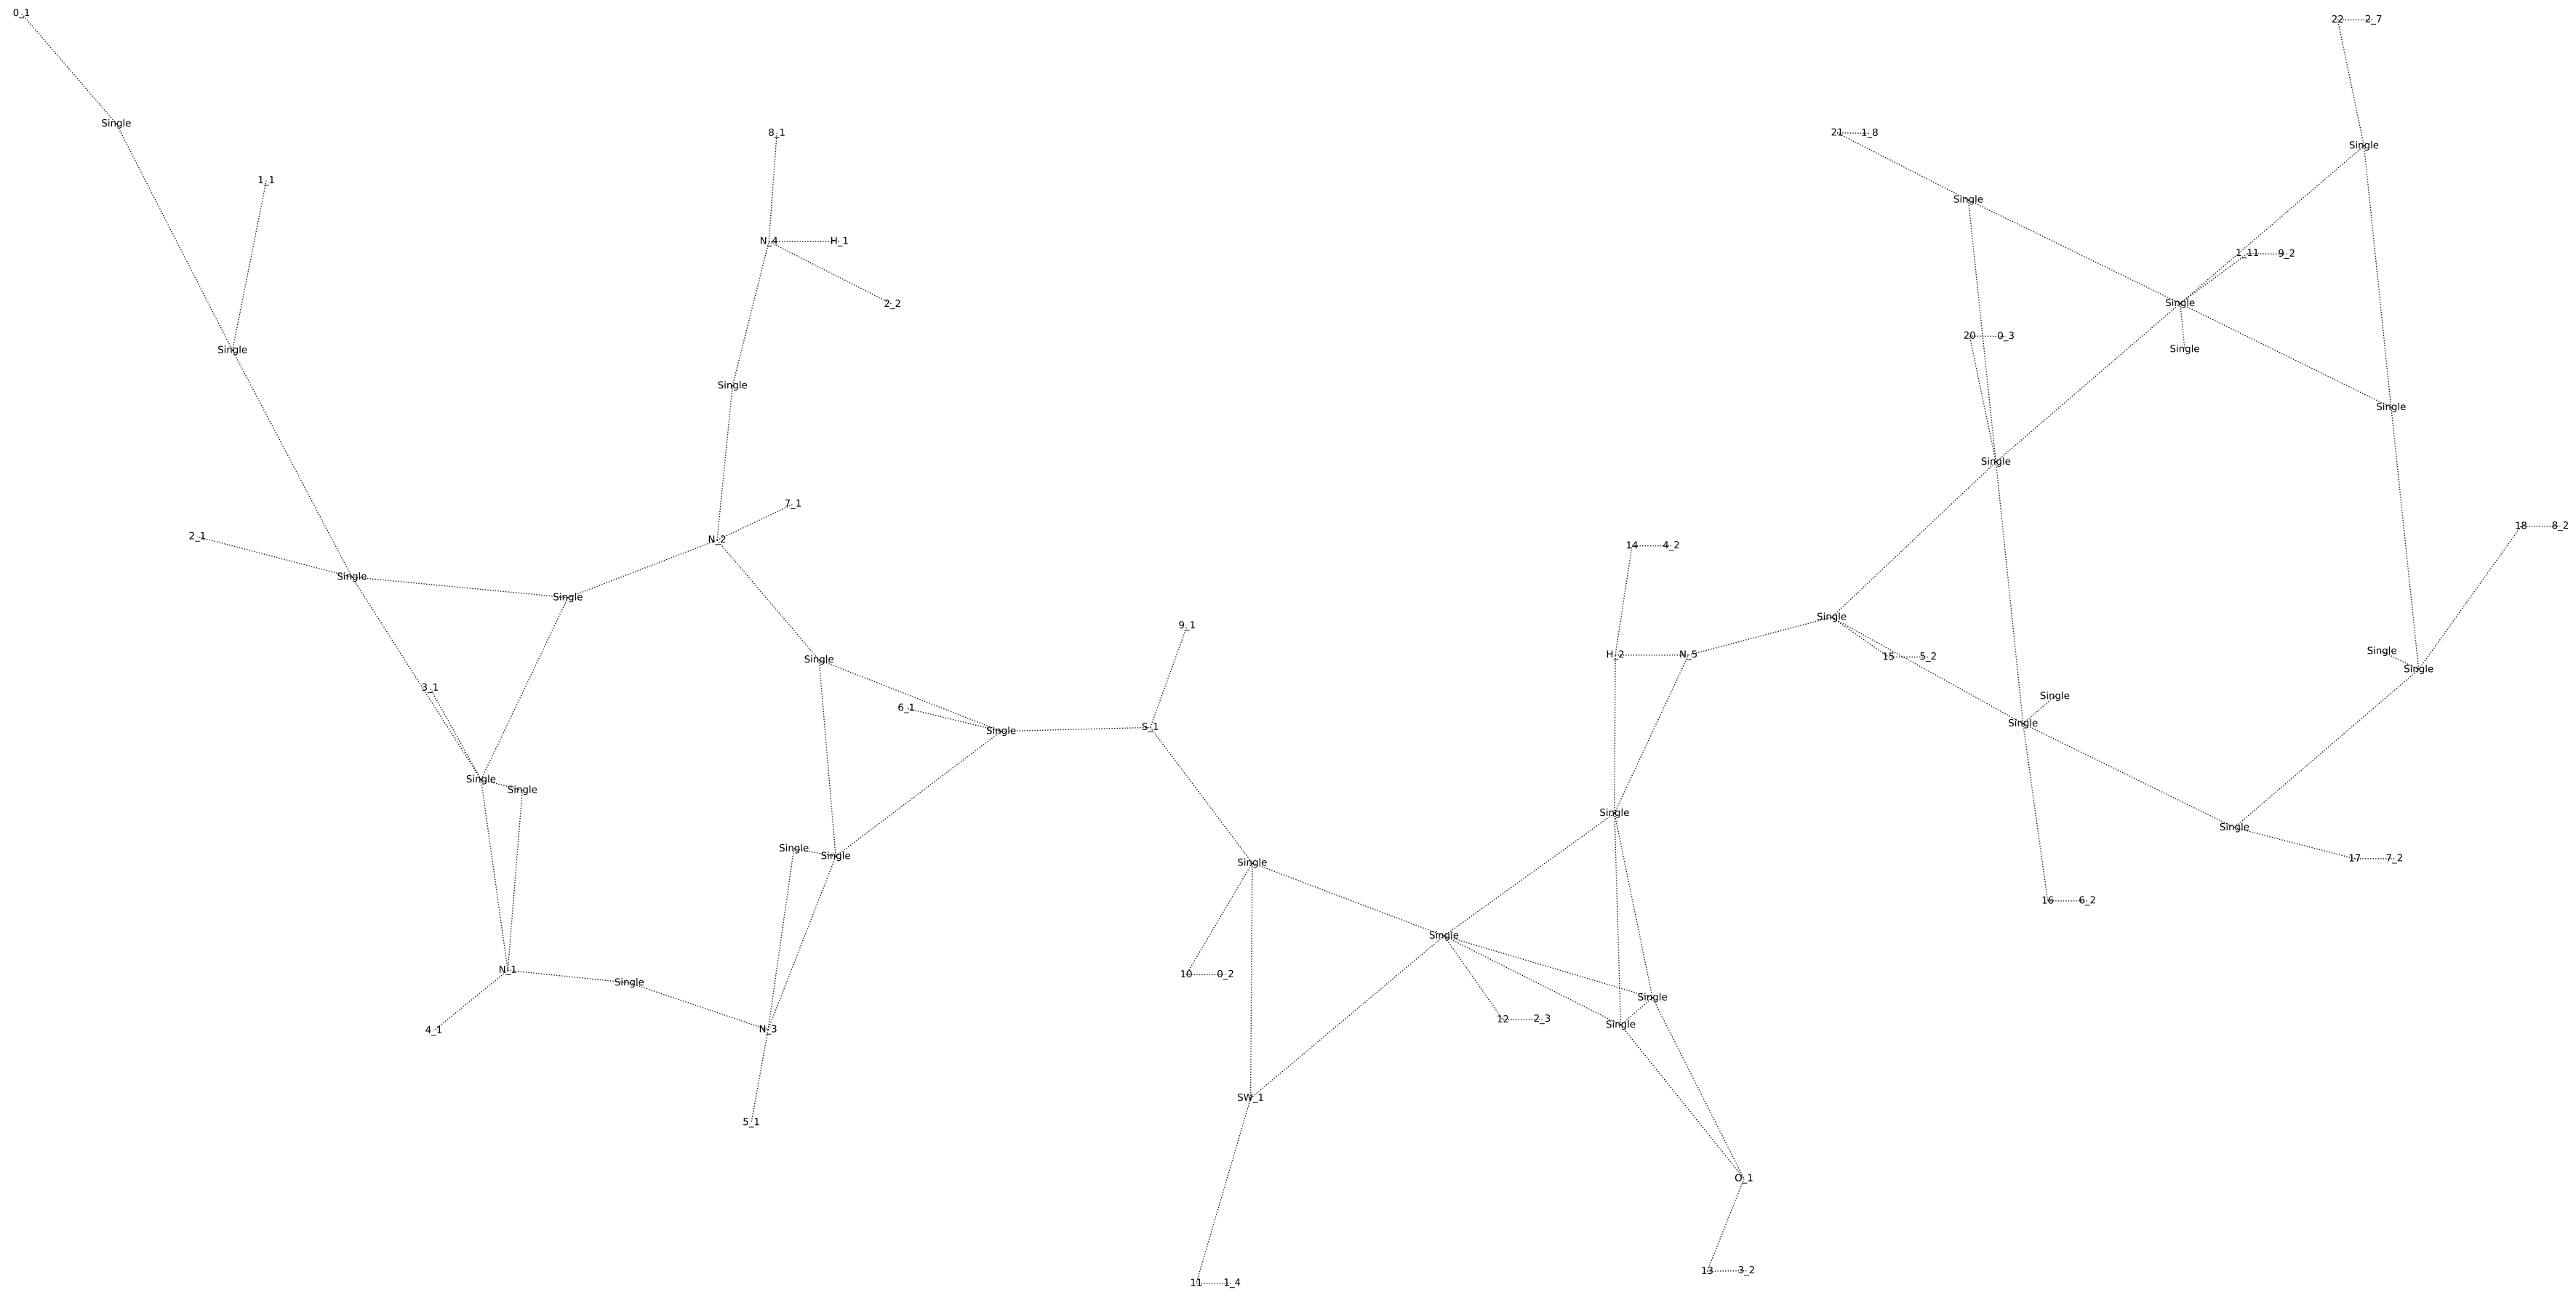 0_1
22 2_7
Single
8_1
21 1_8
Single
1_1
Single
N_4 H_1
1_11 9_2
2_2
Single
20 0_3
Single
Single
Single
Single
Single
7_1
18 8_2
2_1
N_2
14 4_2
Single
Single
Single
9_1
H_2 N_5
15 5_2
Single
Single
Single
3_1
Single
6_1
Single
S_1
Single
Single
Single
Single
Single
Single
Single
Single
17 7_2
16 6_2
Single
N_1
10 0_2
Single
Single
12 2_3
Single
4_1
N_3
SW_1
5_1
O_1
13 3_2
11 1_4